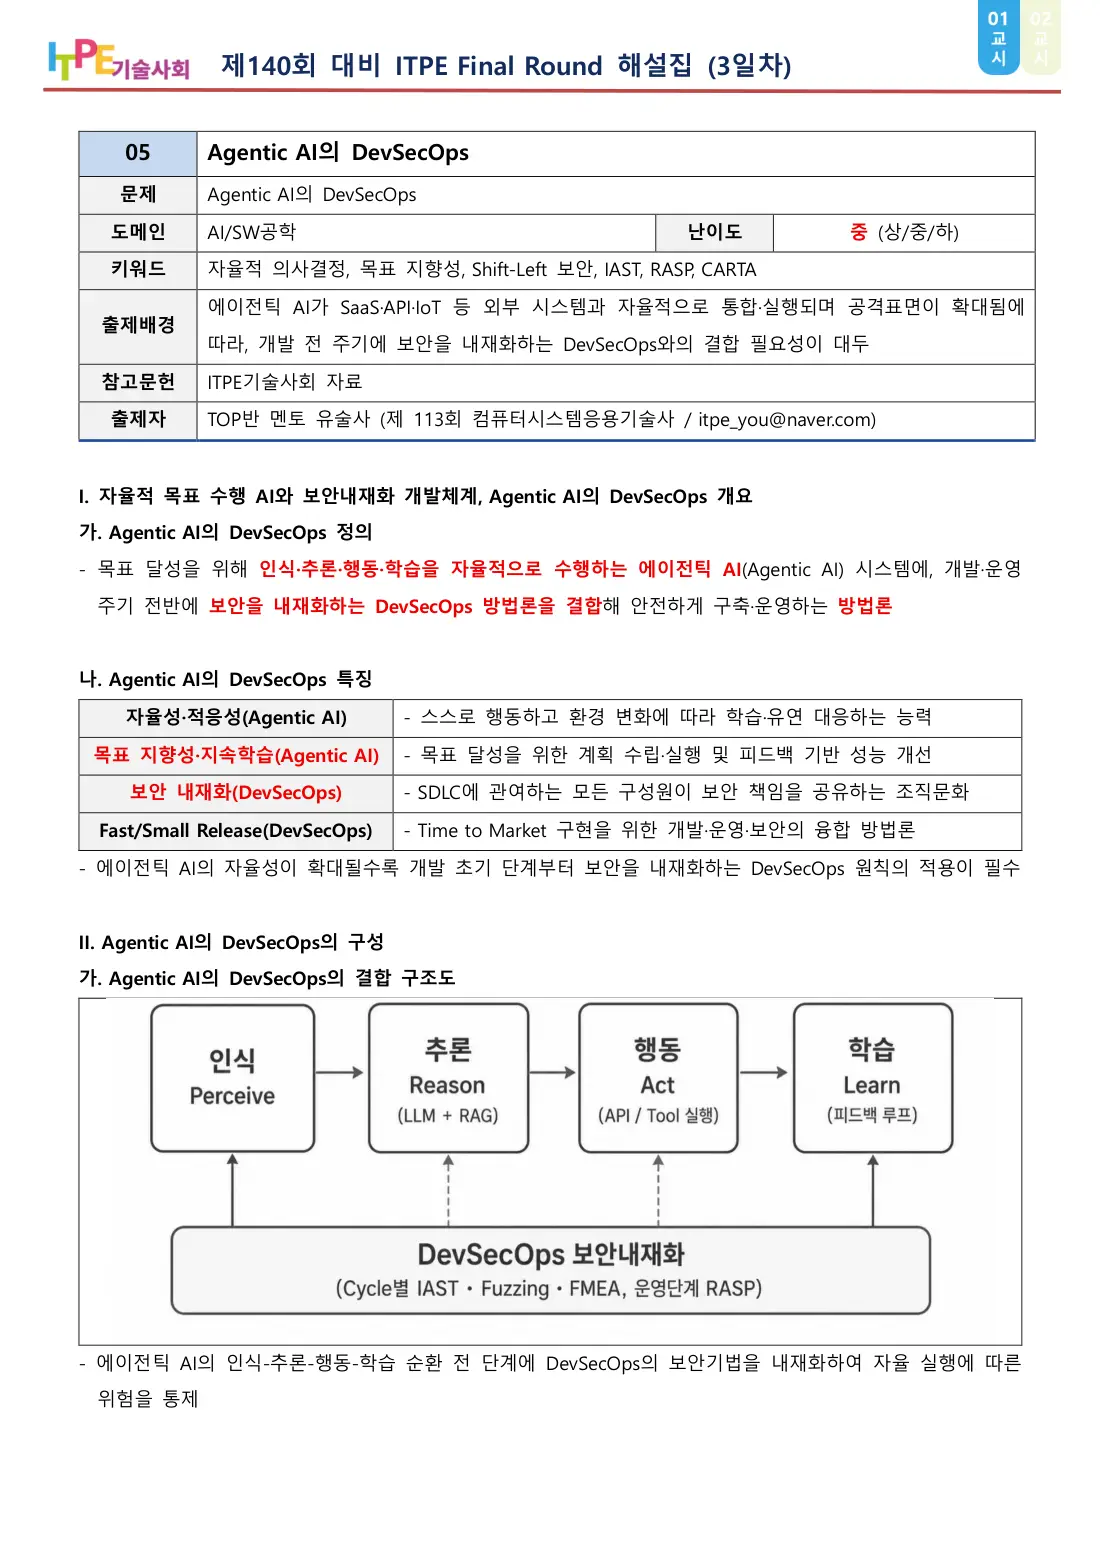 ITPE기술사회 제140회 대비 ITPE Final Round 해설집 (3일차)
01
교
시
02
교
시
05 Agentic AI의 DevSecOps
문제 Agentic AI의 DevSecOps
도메인 AI/SW공학 난이도 중 (상/중/하)
키워드 자율적 의사결정, 목표 지향성, Shift-Left 보안, IAST, RASP, CARTA
출제배경 에이전틱 AI가 SaaS·API·IoT 등 외부 시스템과 자율적으로 통합·실행되며 공격표면이 확대됨에
따라, 개발 전 주기에 보안을 내재화하는 DevSecOps와의 결합 필요성이 대두
참고문헌 ITPE기술사회 자료
출제자 TOP반 멘토 유술사 (제 113회 컴퓨터시스템응용기술사 / itpe_you@naver.com)
I. 자율적 목표 수행 AI와 보안내재화 개발체계, Agentic AI의 DevSecOps 개요
가. Agentic AI의 DevSecOps 정의
- 목표 달성을 위해 인식·추론·행동·학습을 자율적으로 수행하는 에이전틱 AI(Agentic AI) 시스템에, 개발·운영
주기 전반에 보안을 내재화하는 DevSecOps 방법론을 결합해 안전하게 구축·운영하는 방법론
나. Agentic AI의 DevSecOps 특징
자율성·적응성(Agentic AI) - 스스로 행동하고 환경 변화에 따라 학습·유연 대응하는 능력
목표 지향성·지속학습(Agentic AI) - 목표 달성을 위한 계획 수립·실행 및 피드백 기반 성능 개선
보안 내재화(DevSecOps) - SDLC에 관여하는 모든 구성원이 보안 책임을 공유하는 조직문화
Fast/Small Release(DevSecOps) - Time to Market 구현을 위한 개발·운영·보안의 융합 방법론
- 에이전틱 AI의 자율성이 확대될수록 개발 초기 단계부터 보안을 내재화하는 DevSecOps 원칙의 적용이 필수
II. Agentic AI의 DevSecOps의 구성
가. Agentic AI의 DevSecOps의 결합 구조도
인식
Perceive
추론
Reason
(LLM + RAG)
행동
Act
(API / Tool 실행)
학습
Learn
(피드백 루프)
DevSecOps 보안내재화
(Cycle별 IAST · Fuzzing · FMEA, 운영단계 RASP)
- 에이전틱 AI의 인식-추론-행동-학습 순환 전 단계에 DevSecOps의 보안기법을 내재화하여 자율 실행에 따른
위험을 통제